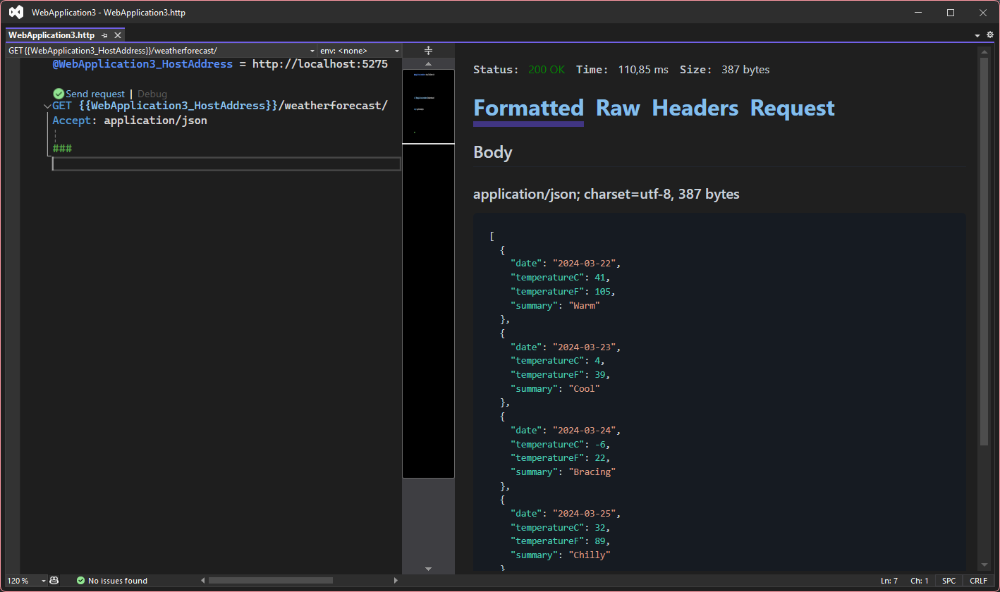 WebApplication3 - WebApplication3.http
WebApplication3.http
GET {{WebApplication3_HostAddress}}/weatherforecast/
env: <none>
@WebApplication3_HostAddress = http://localhost:5275
Send request | Debug
GET {{WebApplication3_HostAddress}}/weatherforecast/
Accept: application/json
###
Status: 200 OK Time: 110,85 ms Size: 387 bytes
Formatted Raw Headers Request
Body
application/json; charset=utf-8, 387 bytes
[
{
"date": "2024-03-22",
"temperatureC": 41,
"temperatureF": 105,
"summary": "Warm"
},
{
"date": "2024-03-23",
"temperatureC": 4,
"temperatureF": 39,
"summary": "Cool"
},
{
"date": "2024-03-24",
"temperatureC": -6,
"temperatureF": 22,
"summary": "Bracing"
},
{
"date": "2024-03-25",
"temperatureC": 32,
"temperatureF": 89,
"summary": "Chilly"
}
120 % No issues found Ln: 7 Ch: 1 SPC CRLF